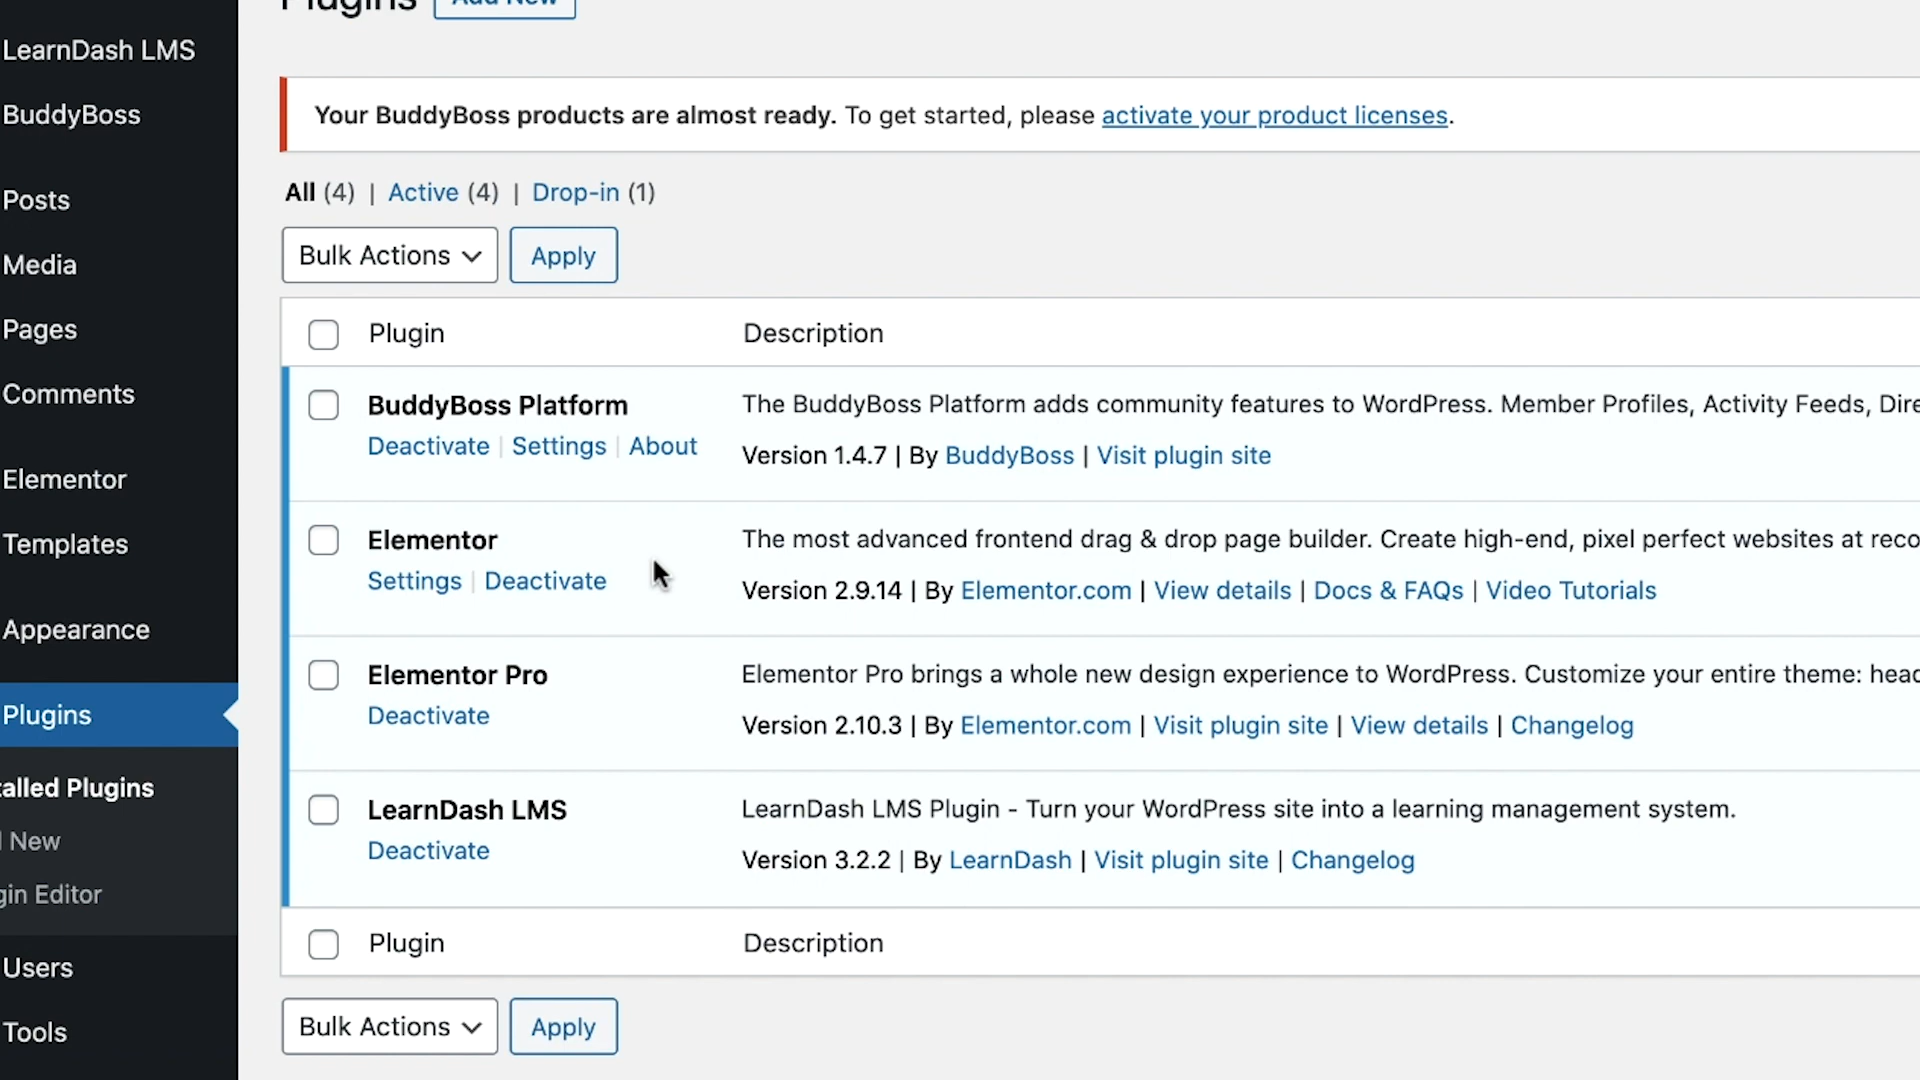 Plugins Add New
LearnDash LMS
BuddyBoss
Posts
Media
Pages
Comments
Elementor
Templates
Appearance
Plugins
talled Plugins
New
gin Editor
Users
Tools
Your BuddyBoss products are almost ready. To get started, please activate your product licenses.
All (4) | Active (4) | Drop-in (1)
Bulk Actions Apply
Plugin Description
BuddyBoss Platform
Deactivate | Settings | About
The BuddyBoss Platform adds community features to WordPress. Member Profiles, Activity Feeds, Dire
Version 1.4.7 | By BuddyBoss | Visit plugin site
Elementor
Settings | Deactivate
The most advanced frontend drag & drop page builder. Create high-end, pixel perfect websites at reco
Version 2.9.14 | By Elementor.com | View details | Docs & FAQs | Video Tutorials
Elementor Pro
Deactivate
Elementor Pro brings a whole new design experience to WordPress. Customize your entire theme: head
Version 2.10.3 | By Elementor.com | Visit plugin site | View details | Changelog
LearnDash LMS
Deactivate
LearnDash LMS Plugin - Turn your WordPress site into a learning management system.
Version 3.2.2 | By LearnDash | Visit plugin site | Changelog
Plugin Description
Bulk Actions Apply